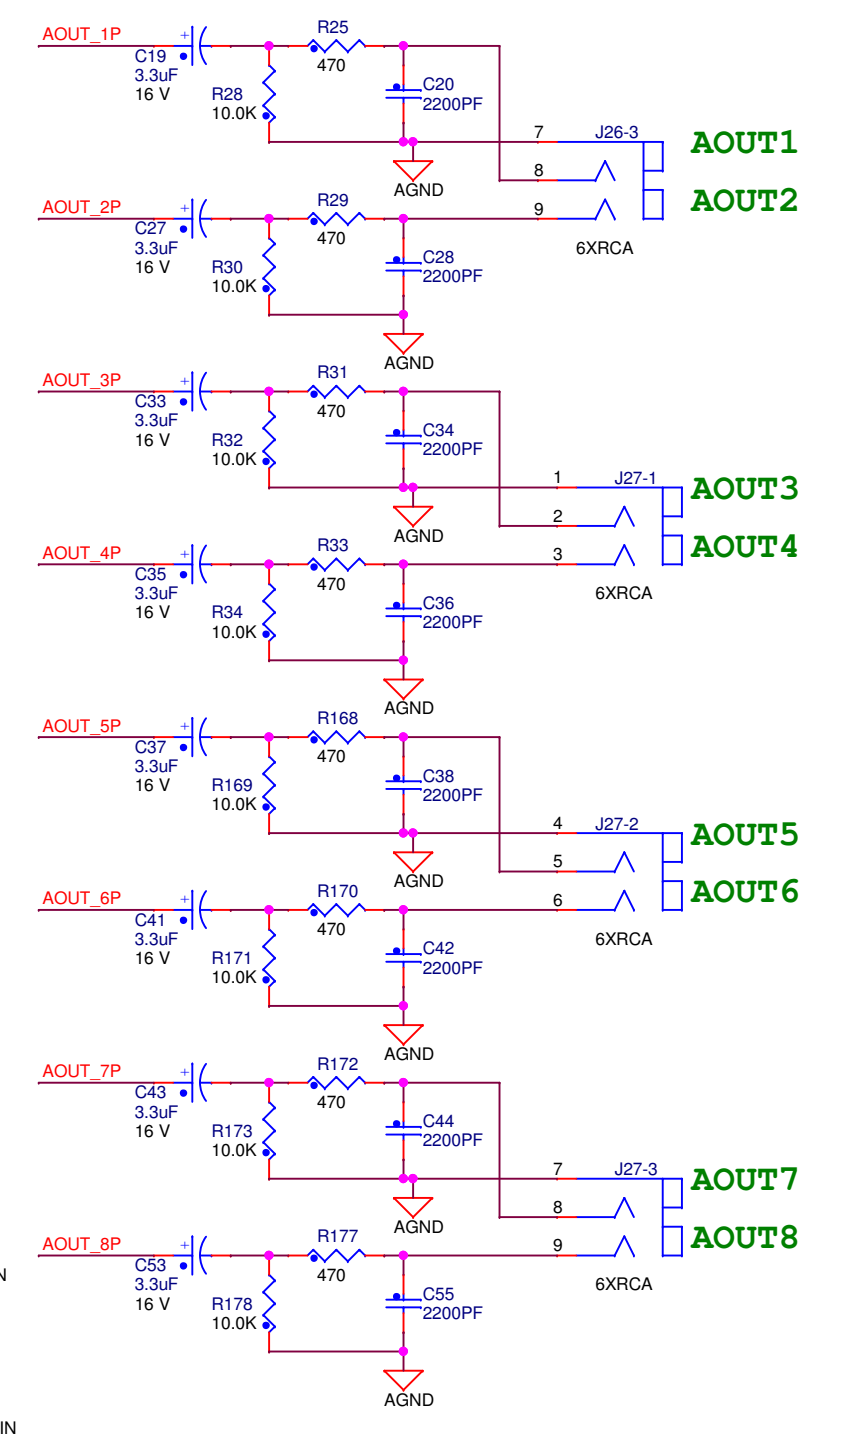 AOUT_1P
+
C19
3.3uF
16 V
R28
10.0K
R25
470
C20
2200PF
AGND
7
8
J26-3
AOUT1
AOUT2
AOUT_2P
+
C27
3.3uF
16 V
R30
10.0K
R29
470
C28
2200PF
AGND
9
6XRCA
AOUT_3P
+
C33
3.3uF
16 V
R32
10.0K
R31
470
C34
2200PF
AGND
1
2
J27-1
AOUT3
AOUT4
AOUT_4P
+
C35
3.3uF
16 V
R34
10.0K
R33
470
C36
2200PF
AGND
3
6XRCA
AOUT_5P
+
C37
3.3uF
16 V
R169
10.0K
R168
470
C38
2200PF
AGND
4
5
J27-2
AOUT5
AOUT6
AOUT_6P
+
C41
3.3uF
16 V
R171
10.0K
R170
470
C42
2200PF
AGND
6
6XRCA
AOUT_7P
+
C43
3.3uF
16 V
R173
10.0K
R172
470
C44
2200PF
AGND
7
8
J27-3
AOUT7
AOUT8
AOUT_8P
+
C53
3.3uF
16 V
R178
10.0K
R177
470
C55
2200PF
AGND
9
6XRCA
N
IN